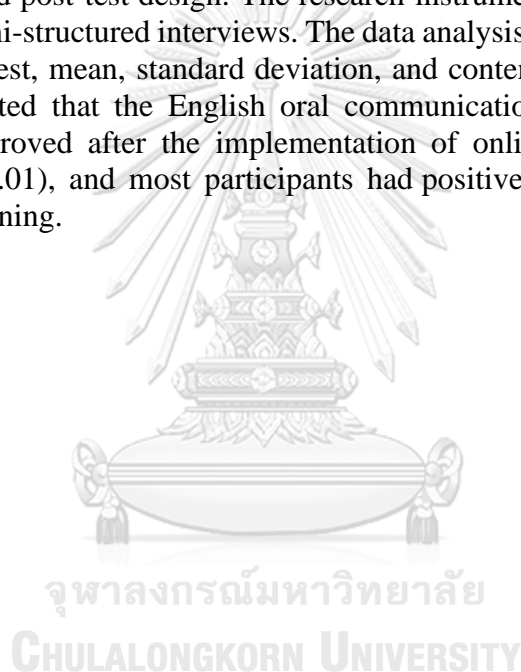 d post-test design. The research instrume
ni-structured interviews. The data analysis
est, mean, standard deviation, and conter
ted that the English oral communicatio
roved after the implementation of onli
.01), and most participants had positive
ning.
จุฬาลงกรณ์มหาวิทยาลัย
CHULALONGKORN UNIVERSITY